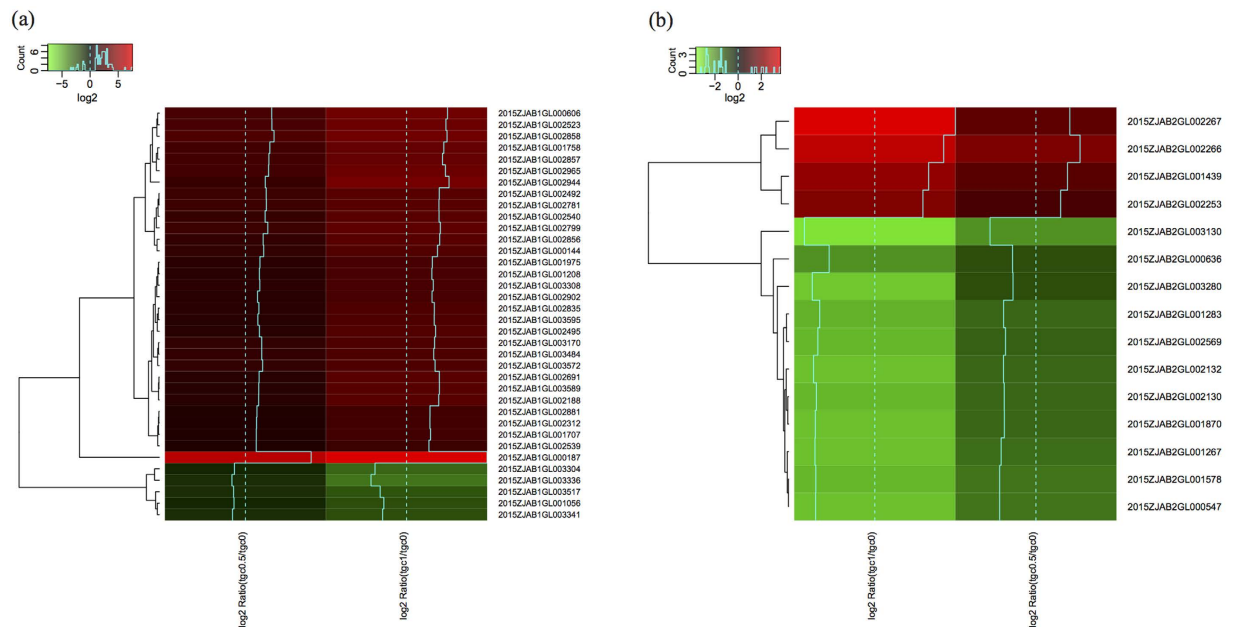 (a)
Count
0 2 6
−5 0 5
log2
2015ZJAB1GL000606
2015ZJAB1GL002523
2015ZJAB1GL002858
2015ZJAB1GL001758
2015ZJAB1GL002857
2015ZJAB1GL002965
2015ZJAB1GL002944
2015ZJAB1GL002492
2015ZJAB1GL002781
2015ZJAB1GL002540
2015ZJAB1GL002799
2015ZJAB1GL002856
2015ZJAB1GL000144
2015ZJAB1GL001975
2015ZJAB1GL001208
2015ZJAB1GL003308
2015ZJAB1GL002902
2015ZJAB1GL002835
2015ZJAB1GL003595
2015ZJAB1GL002495
2015ZJAB1GL003170
2015ZJAB1GL003484
2015ZJAB1GL003572
2015ZJAB1GL002691
2015ZJAB1GL003589
2015ZJAB1GL002188
2015ZJAB1GL002881
2015ZJAB1GL002312
2015ZJAB1GL001707
2015ZJAB1GL002539
2015ZJAB1GL000187
2015ZJAB1GL003304
2015ZJAB1GL003336
2015ZJAB1GL003517
2015ZJAB1GL001056
2015ZJAB1GL003341
log2 Ratio(tgc0.5/tgc0)
log2 Ratio(tgc1/tgc0)
(b)
Count
0 3
−2 0 2
log2
2015ZJAB2GL002267
2015ZJAB2GL002266
2015ZJAB2GL001439
2015ZJAB2GL002253
2015ZJAB2GL003130
2015ZJAB2GL000636
2015ZJAB2GL003280
2015ZJAB2GL001283
2015ZJAB2GL002569
2015ZJAB2GL002132
2015ZJAB2GL002130
2015ZJAB2GL001870
2015ZJAB2GL001267
2015ZJAB2GL001578
2015ZJAB2GL000547
log2 Ratio(tgc1/tgc0)
log2 Ratio(tgc0.5/tgc0)